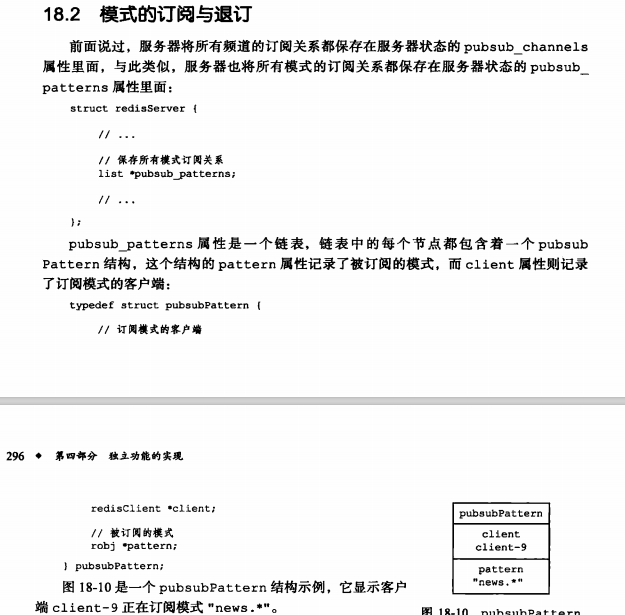 18.2 模式的订阅与退订
前面说过，服务器将所有频道的订阅关系都保存在服务器状态的 pubsub_channels
属性里面，与此类似，服务器也将所有模式的订阅关系都保存在服务器状态的 pubsub_
patterns 属性里面：
struct redisServer {
// ...
// 保存所有模式订阅关系
list *pubsub_patterns;
// ...
};
pubsub_patterns 属性是一个链表，链表中的每个节点都包含着一个 pubsub
Pattern 结构，这个结构的 pattern 属性记录了被订阅的模式，而 client 属性则记录
了订阅模式的客户端：
typedef struct pubsubPattern {
// 订阅模式的客户端
296 ◆ 第四部分 独立功能的实现
redisClient *client;
// 被订阅的模式
robj *pattern;
} pubsubPattern;
图 18-10 是一个 pubsubPattern 结构示例，它显示客户
端 client-9 正在订阅模式 "news.*"。
pubsubPattern
client
client-9
pattern
"news.*"
图 18-10 pubsubPattern